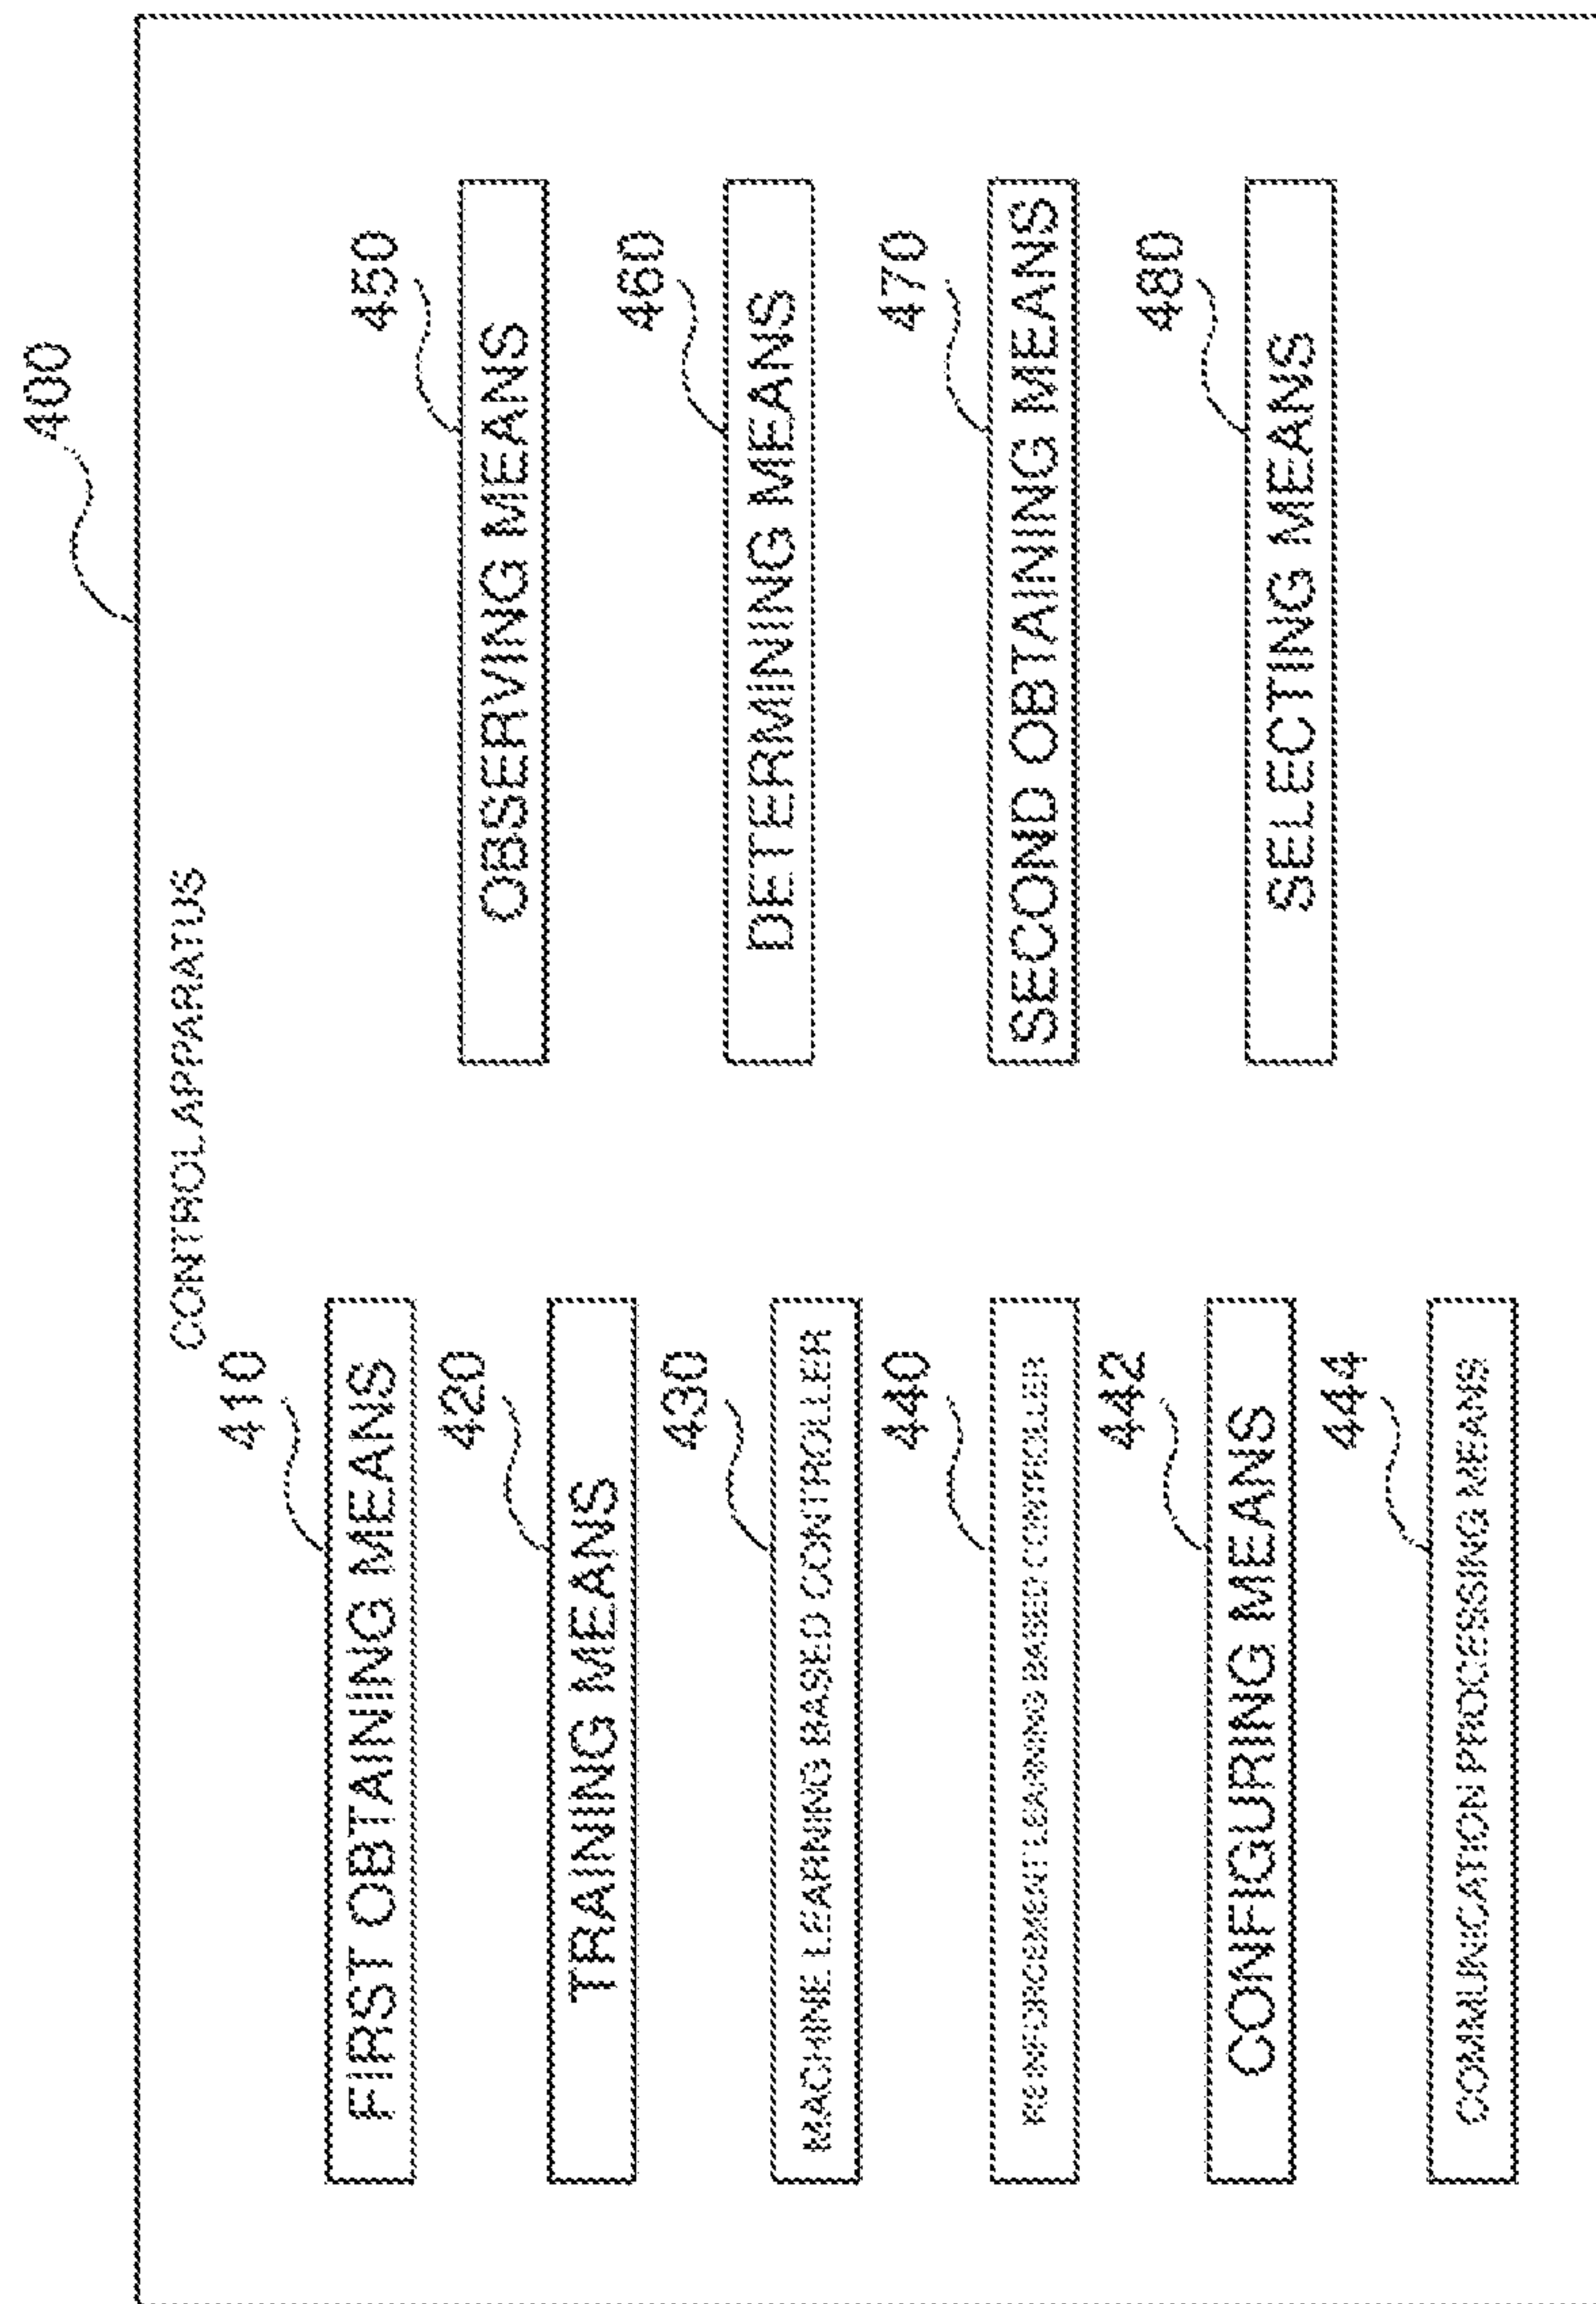 400
CONTROL APPARATUS
410
FIRST OBTAINING MEANS
420
TRAINING MEANS
430
MACHINE LEARNING BASED CONTROLLER
440
REINFORCEMENT LEARNING BASED CONTROLLER
442
CONFIGURING MEANS
444
COMMUNICATION PROCESSING MEANS
450
OBSERVING MEANS
460
DETERMINING MEANS
470
SECOND OBTAINING MEANS
480
SELECTING MEANS